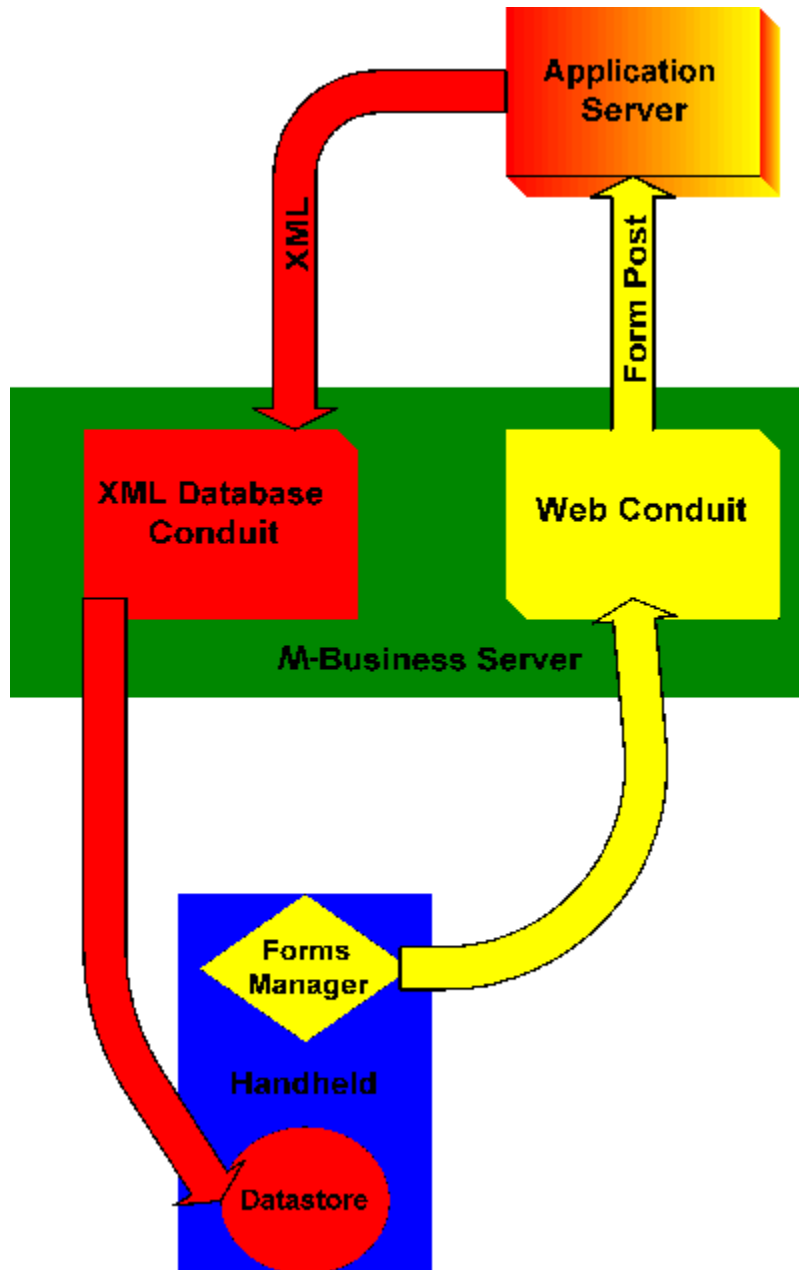 Application
Server
XML
Form Post
XML Database
Conduit
Web Conduit
M-Business Server
Forms
Manager
Handheld
Datastore